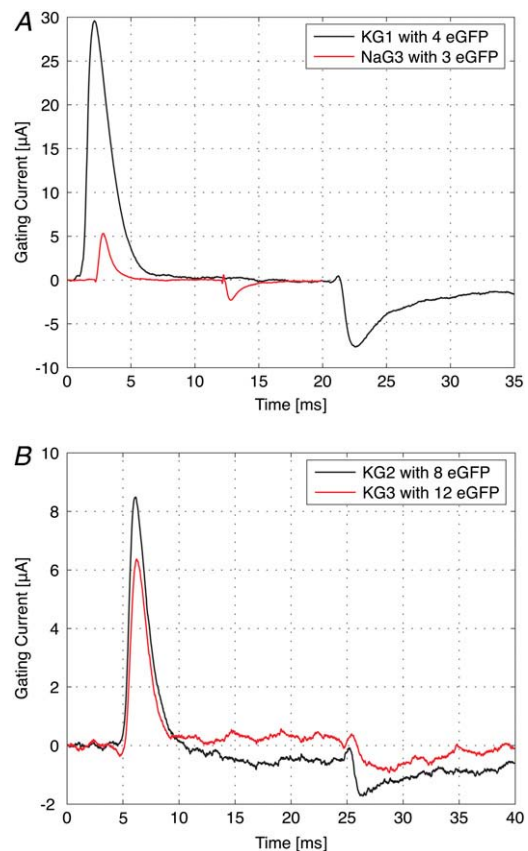 A
30
25
20
15
10
5
0
-5
-10
Gating Current [µA]
KG1 with 4 eGFP
NaG3 with 3 eGFP
0 5 10 15 20 25 30 35
Time [ms]
B
10
8
6
4
2
0
-2
Gating Current [µA]
KG2 with 8 eGFP
KG3 with 12 eGFP
0 5 10 15 20 25 30 35 40
Time [ms]